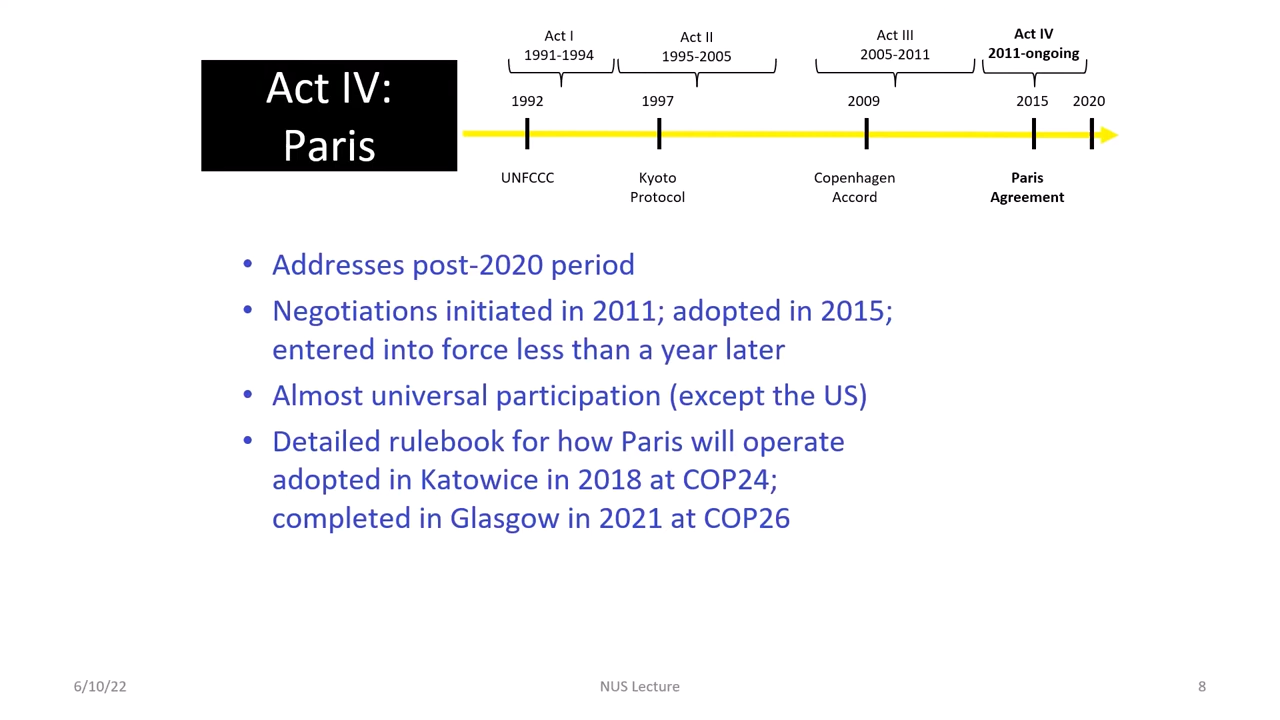 Act IV:
Paris
Act I
1991-1994
Act II
1995-2005
Act III
2005-2011
Act IV
2011-ongoing
1992
1997
2009
2015
2020
UNFCCC
Kyoto
Protocol
Copenhagen
Accord
Paris
Agreement
• Addresses post-2020 period
• Negotiations initiated in 2011; adopted in 2015;
entered into force less than a year later
• Almost universal participation (except the US)
• Detailed rulebook for how Paris will operate
adopted in Katowice in 2018 at COP24;
completed in Glasgow in 2021 at COP26
6/10/22
NUS Lecture
8